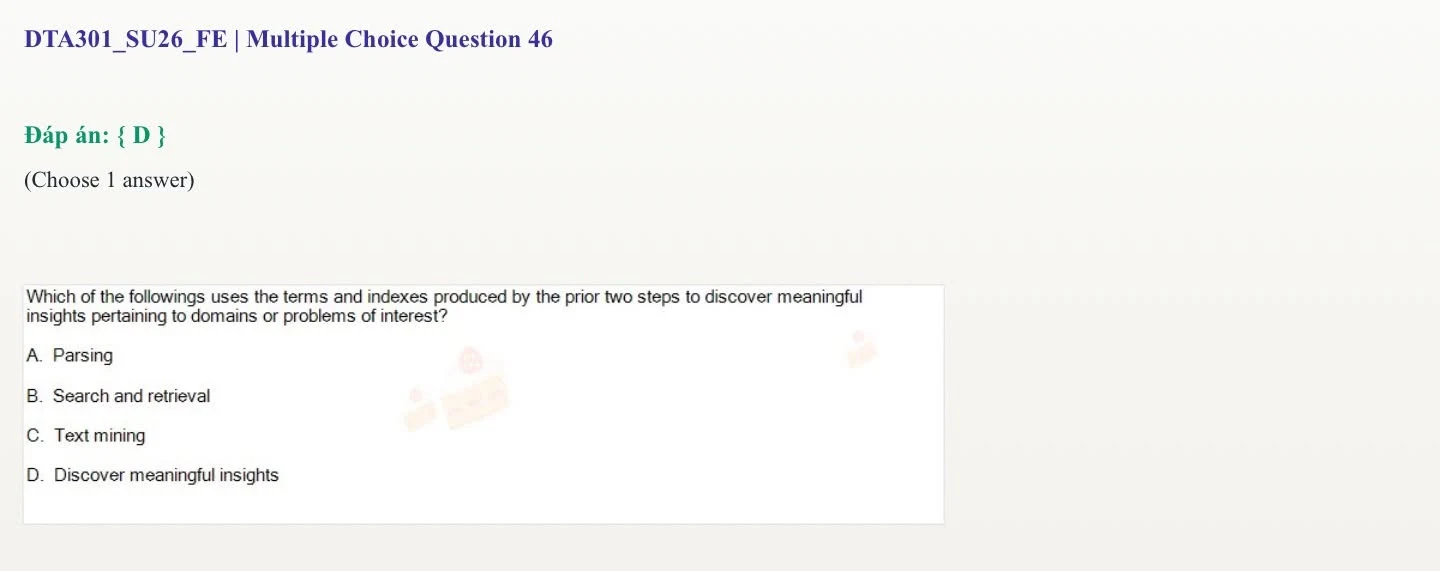 DTA301_SU26_FE | Multiple Choice Question 46
Đáp án: { D }
(Choose 1 answer)
Which of the followings uses the terms and indexes produced by the prior two steps to discover meaningful
insights pertaining to domains or problems of interest?
A. Parsing
B. Search and retrieval
C. Text mining
D. Discover meaningful insights